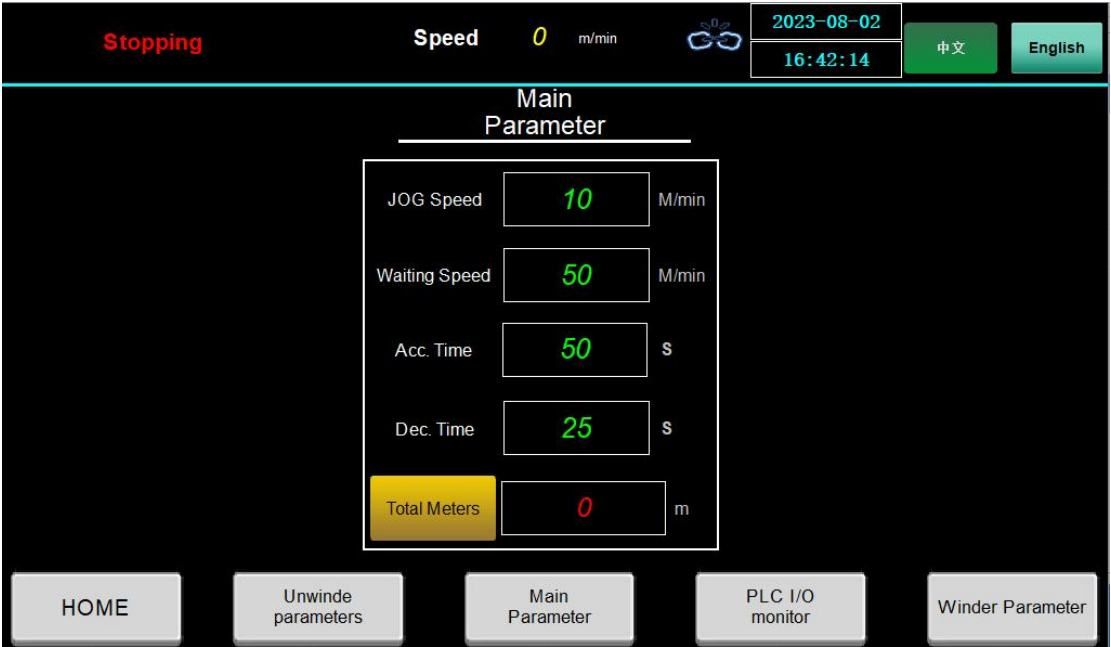 Stopping
Speed 0 m/min
2023-08-02
16:42:14
中文
English
Main
Parameter
JOG Speed 10 M/min
Waiting Speed 50 M/min
Acc. Time 50 S
Dec. Time 25 S
Total Meters 0 m
HOME
Unwinde
parameters
Main
Parameter
PLC I/O
monitor
Winder Parameter